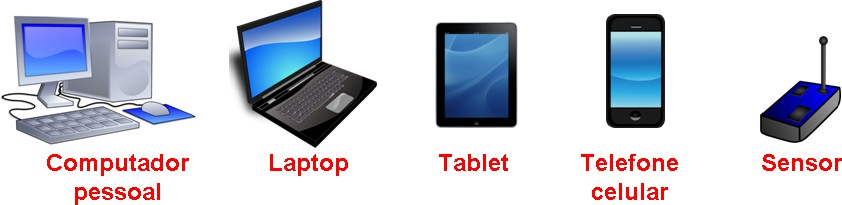 Computador
pessoal
Laptop
Tablet
Telefone
celular
Sensor